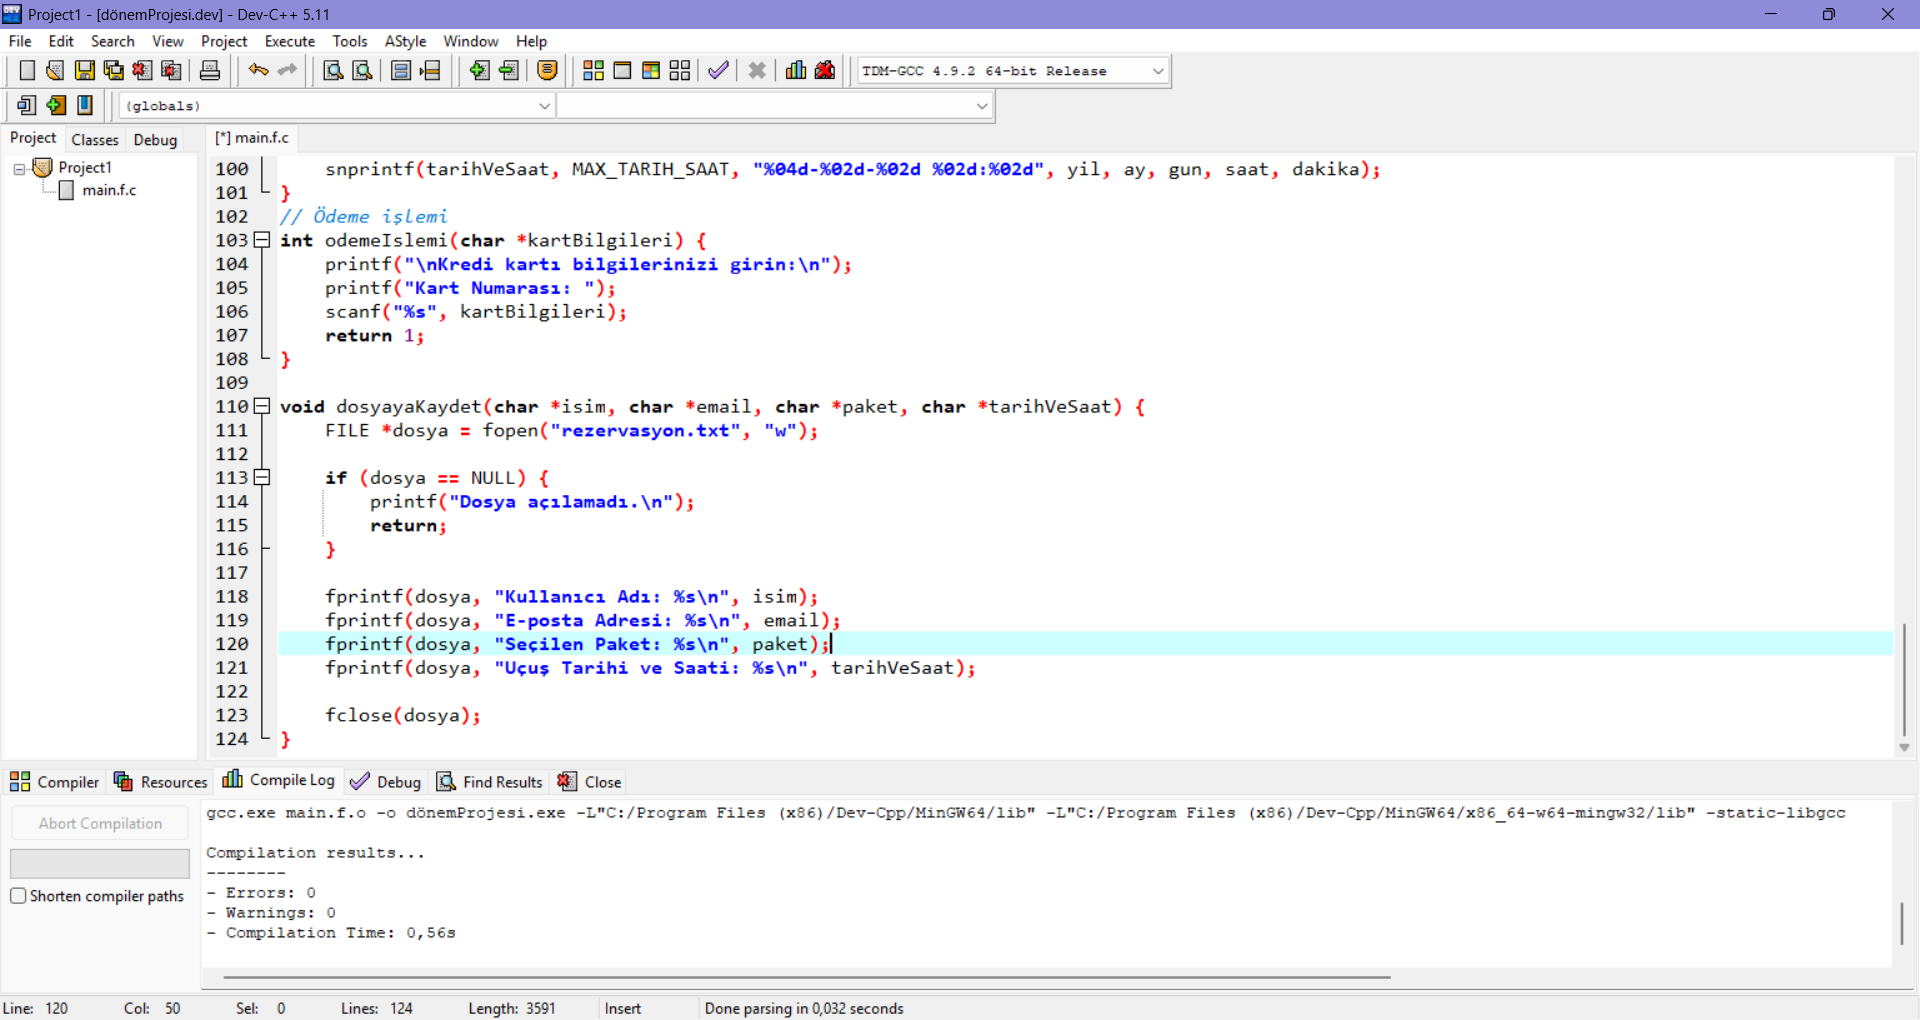 Project1 - [dönemProjesi.dev] - Dev-C++ 5.11
File Edit Search View Project Execute Tools AStyle Window Help
TDM-GCC 4.9.2 64-bit Release
(globals)
Project Classes Debug
[*] main.f.c
Project1
main.f.c
100 snprintf(tarihVeSaat, MAX_TARIH_SAAT, "%04d-%02d-%02d %02d:%02d", yil, ay, gun, saat, dakika);
101 }
102 // Ödeme işlemi
103 int odemeIslemi(char *kartBilgileri) {
104 printf("\nKredi kartı bilgilerinizi girin:\n");
105 printf("Kart Numarası: ");
106 scanf("%s", kartBilgileri);
107 return 1;
108 }
109
110 void dosyayaKaydet(char *isim, char *email, char *paket, char *tarihVeSaat) {
111 FILE *dosya = fopen("rezervasyon.txt", "w");
112
113 if (dosya == NULL) {
114 printf("Dosya açılamadı.\n");
115 return;
116 }
117
118 fprintf(dosya, "Kullanıcı Adı: %s\n", isim);
119 fprintf(dosya, "E-posta Adresi: %s\n", email);
120 fprintf(dosya, "Seçilen Paket: %s\n", paket);
121 fprintf(dosya, "Uçuş Tarihi ve Saati: %s\n", tarihVeSaat);
122
123 fclose(dosya);
124 }
Compiler Resources Compile Log Debug Find Results Close
Abort Compilation
Shorten compiler paths
gcc.exe main.f.o -o dönemProjesi.exe -L"C:/Program Files (x86)/Dev-Cpp/MinGW64/lib" -L"C:/Program Files (x86)/Dev-Cpp/MinGW64/x86_64-w64-mingw32/lib" -static-libgcc
Compilation results...
--------
- Errors: 0
- Warnings: 0
- Compilation Time: 0,56s
Line: 120 Col: 50 Sel: 0 Lines: 124 Length: 3591 Insert Done parsing in 0,032 seconds